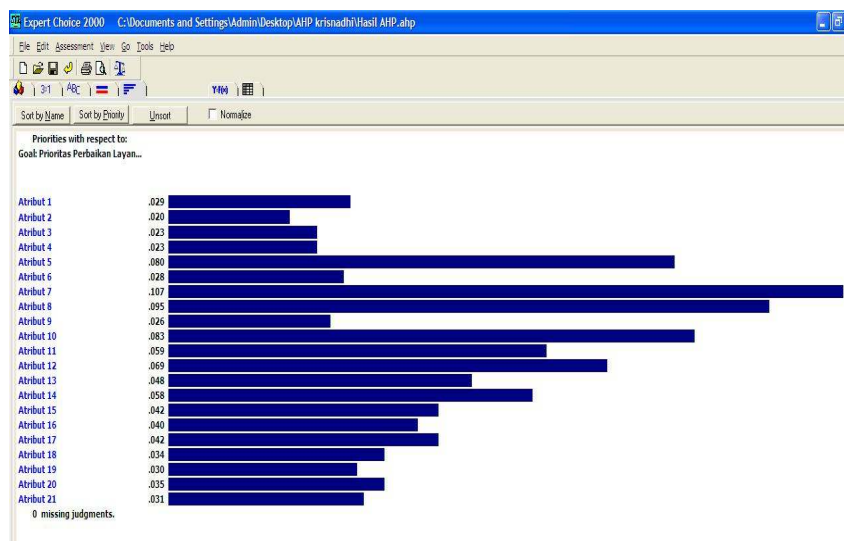 Expert Choice 2000 C:\Documents and Settings\Admin\Desktop\AHP krisnadhi\Hasil AHP.ahp
File Edit Assessment View Go Tools Help
3:1 ABC Y-f(x)
Sort by Name Sort by Priority Unsort Normalize
Priorities with respect to:
Goal: Prioritas Perbaikan Layan...
Atribut 1 .029
Atribut 2 .020
Atribut 3 .023
Atribut 4 .023
Atribut 5 .080
Atribut 6 .028
Atribut 7 .107
Atribut 8 .095
Atribut 9 .026
Atribut 10 .083
Atribut 11 .059
Atribut 12 .069
Atribut 13 .048
Atribut 14 .058
Atribut 15 .042
Atribut 16 .040
Atribut 17 .042
Atribut 18 .034
Atribut 19 .030
Atribut 20 .035
Atribut 21 .031
0 missing judgments.